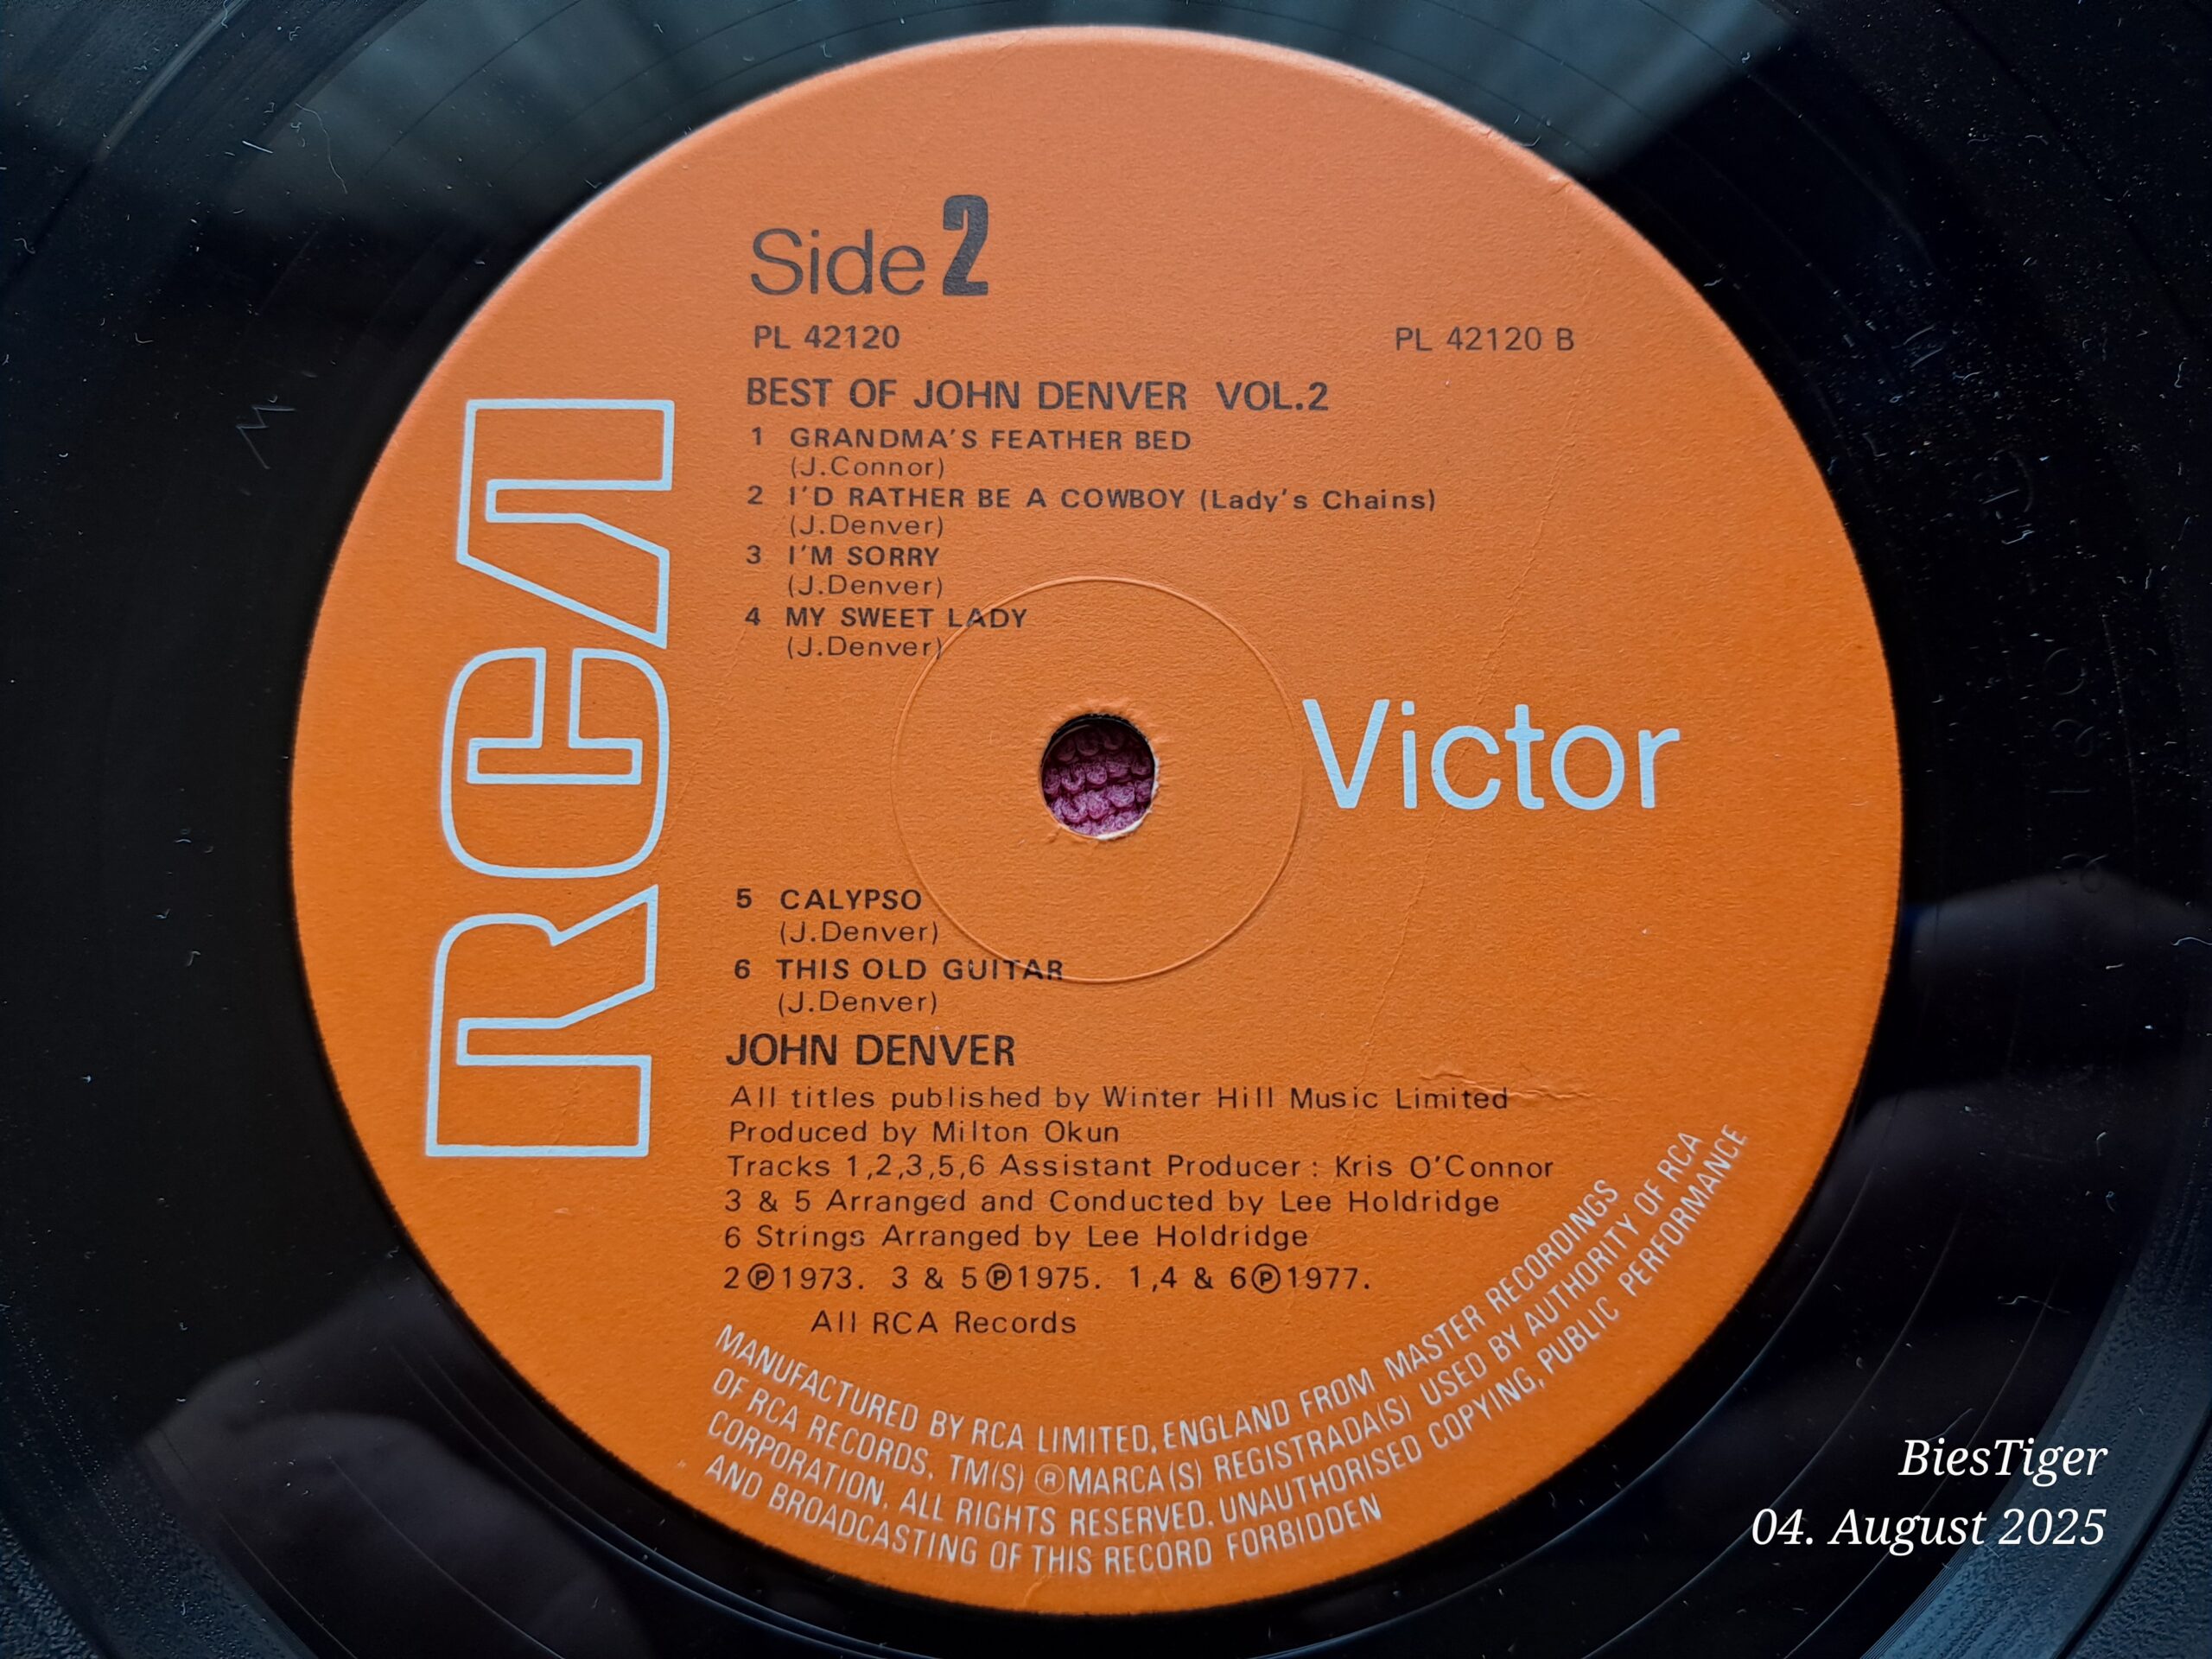 Side 2
PL 42120
PL 42120 B
BEST OF JOHN DENVER VOL.2
1 GRANDMA'S FEATHER BED
(J.Connor)
2 I'D RATHER BE A COWBOY (Lady's Chains)
(J.Denver)
3 I'M SORRY
(J.Denver)
4 MY SWEET LADY
(J.Denver)
RCA
Victor
5 CALYPSO
(J.Denver)
6 THIS OLD GUITAR
(J.Denver)
JOHN DENVER
All titles published by Winter Hill Music Limited
Produced by Milton Okun
Tracks 1,2,3,5,6 Assistant Producer: Kris O'Connor
3 & 5 Arranged and Conducted by Lee Holdridge
6 Strings Arranged by Lee Holdridge
2 ℗ 1973. 3 & 5 ℗ 1975. 1,4 & 6 ℗ 1977.
All RCA Records
MANUFACTURED BY RCA LIMITED, ENGLAND FROM MASTER RECORDINGS
OF RCA RECORDS. TM(S) ® MARCA(S) REGISTRADA(S) USED BY AUTHORITY OF RCA
CORPORATION. ALL RIGHTS RESERVED. UNAUTHORISED COPYING, PUBLIC PERFORMANCE
AND BROADCASTING OF THIS RECORD FORBIDDEN
BiesTiger
04. August 2025